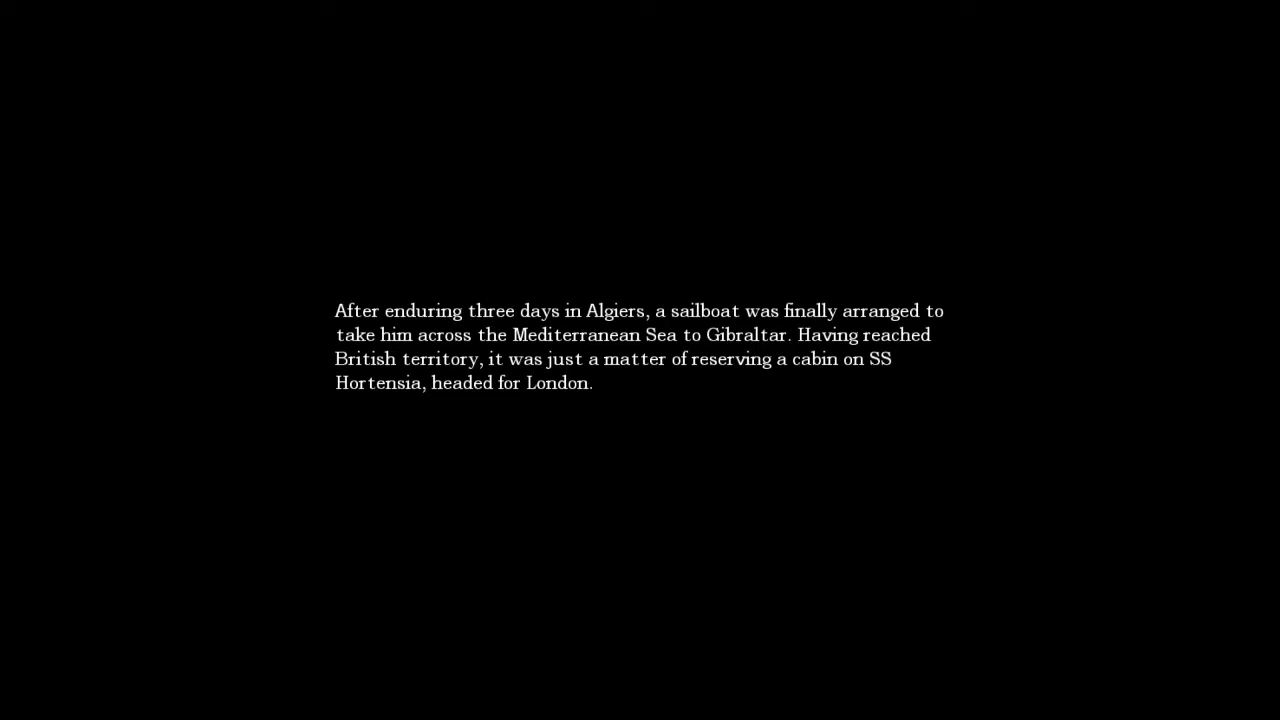 After enduring three days in Algiers, a sailboat was finally arranged to
take him across the Mediterranean Sea to Gibraltar. Having reached
British territory, it was just a matter of reserving a cabin on SS
Hortensia, headed for London.